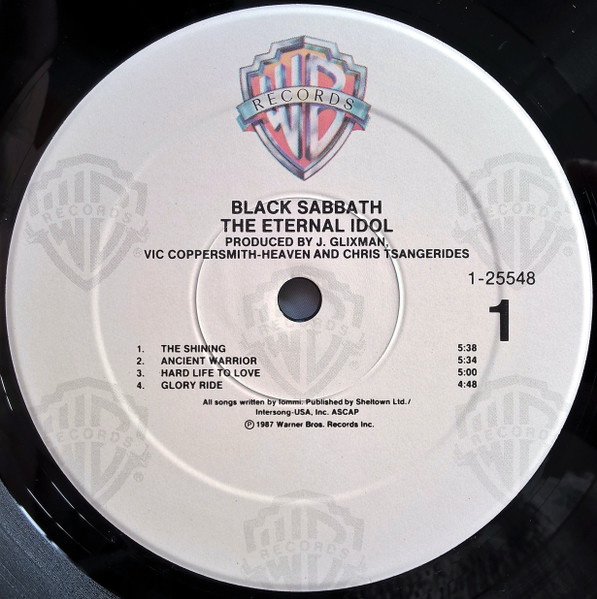 WB
RECORDS
BLACK SABBATH
THE ETERNAL IDOL
PRODUCED BY J. GLIXMAN,
VIC COPPERSMITH-HEAVEN AND CHRIS TSANGERIDES
1-25548
1
1. THE SHINING 5:38
2. ANCIENT WARRIOR 5:34
3. HARD LIFE TO LOVE 5:00
4. GLORY RIDE 4:48
All songs written by Iommi. Published by Sheltown Ltd./
Intersong-USA, Inc. ASCAP
℗ 1987 Warner Bros. Records Inc.